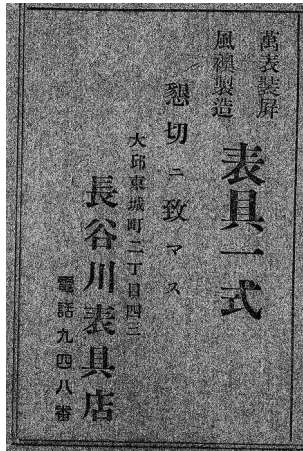 萬表装屏
風襖製造
表具一式
懇切ニ致マス
大邱東城町二丁目四三
長谷川表具店
電話九四八番